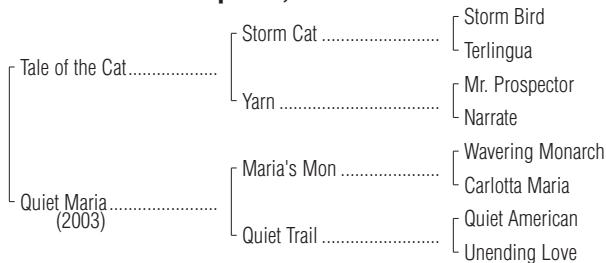 Storm Bird
Storm Cat ........................
Terlingua
Tale of the Cat..................
Mr. Prospector
Yarn ................................
Narrate
Wavering Monarch
Maria's Mon ....................
Carlotta Maria
Quiet Maria......................
(2003)
Quiet American
Quiet Trail ........................
Unending Love